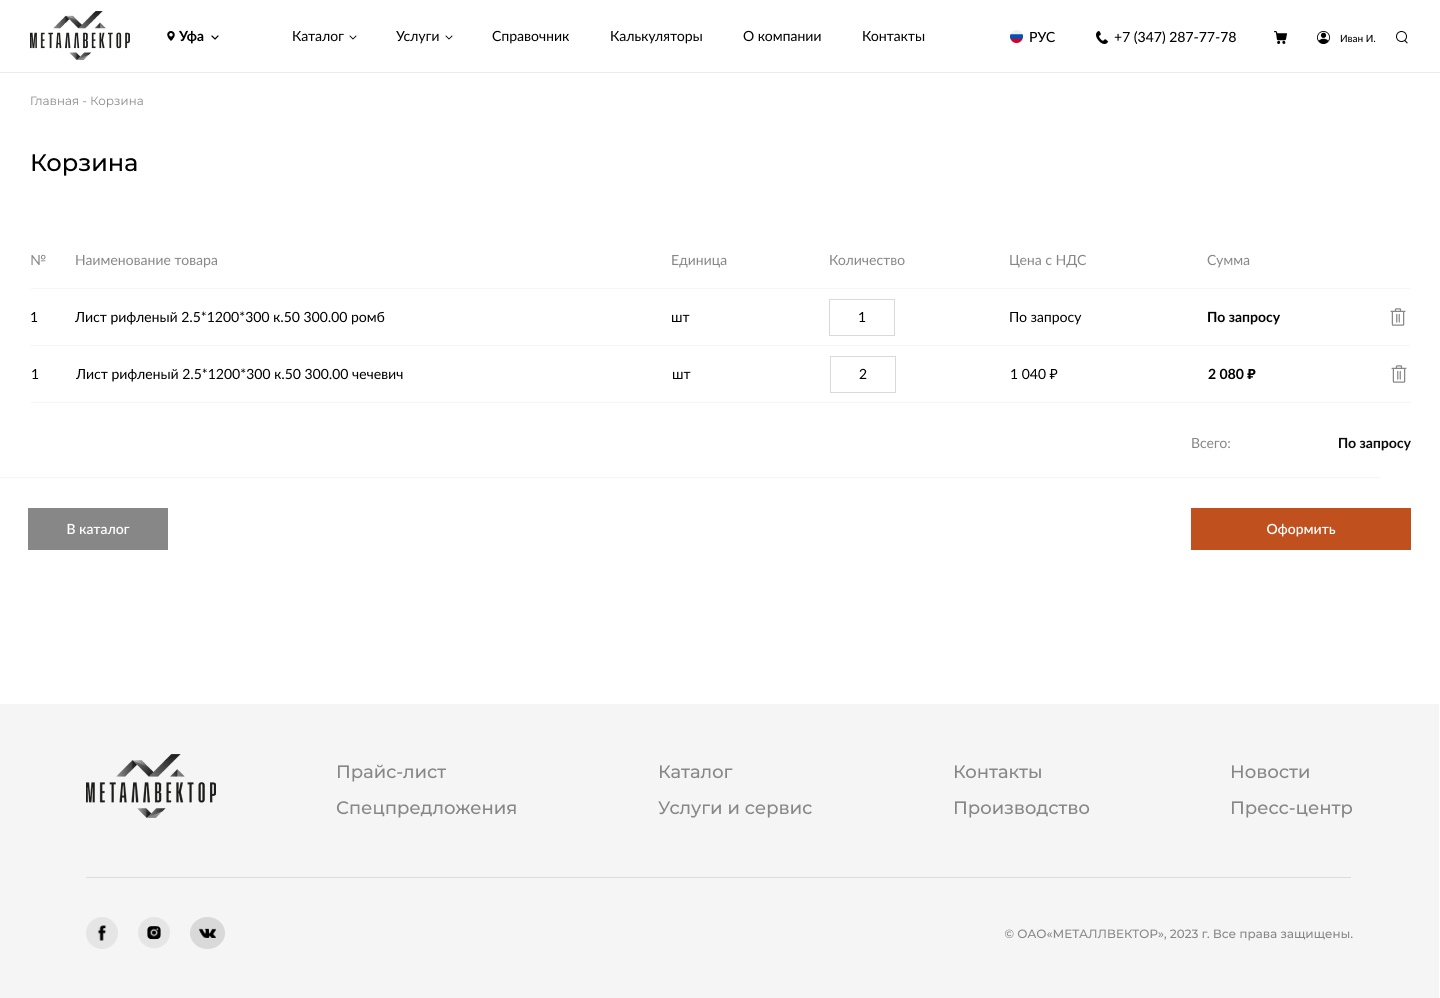 МЕТАЛЛВЕКТОР Уфа Каталог Услуги Справочник Калькуляторы О компании Контакты РУС +7 (347) 287-77-78 Иван И.
Главная - Корзина
Корзина
№ Наименование товара Единица Количество Цена с НДС Сумма
1 Лист рифленый 2.5*1200*300 к.50 300.00 ромб шт 1 По запросу По запросу
1 Лист рифленый 2.5*1200*300 к.50 300.00 чечевич шт 2 1 040 ₽ 2 080 ₽
Всего: По запросу
В каталог Оформить
МЕТАЛЛВЕКТОР
Прайс-лист Каталог Контакты Новости
Спецпредложения Услуги и сервис Производство Пресс-центр
© ОАО«МЕТАЛЛВЕКТОР», 2023 г. Все права защищены.